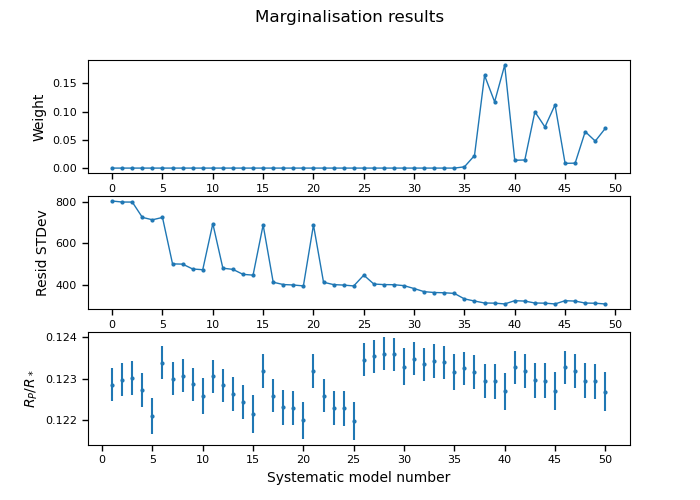 Marginalisation results
Weight
0.15
0.10
0.05
0.00
0 5 10 15 20 25 30 35 40 45 50
Resid STDev
800
600
400
0 5 10 15 20 25 30 35 40 45 50
R_P/R_*
0.124
0.123
0.122
0 5 10 15 20 25 30 35 40 45 50
Systematic model number